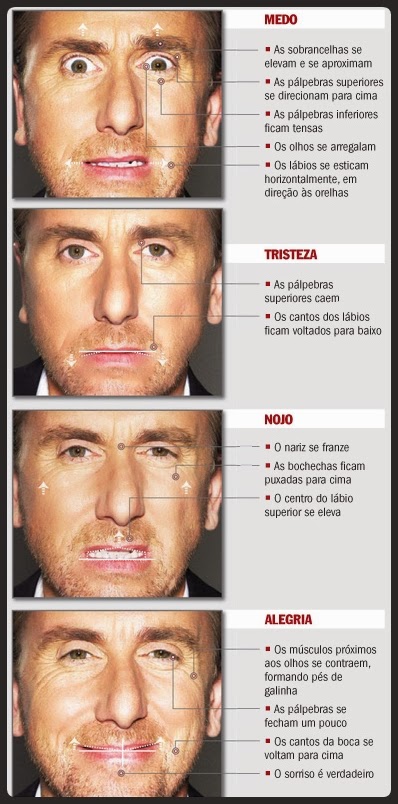 MEDO
As sobrancelhas se
elevam e se aproximam
As pálpebras superiores
se direcionam para cima
As pálpebras inferiores
ficam tensas
Os olhos se arregalam
Os lábios se esticam
horizontalmente, em
direção às orelhas
TRISTEZA
As pálpebras
superiores caem
Os cantos dos lábios
ficam voltados para baixo
NOJO
O nariz se franze
As bochechas ficam
puxadas para cima
O centro do lábio
superior se eleva
ALEGRIA
Os músculos próximos
aos olhos se contraem,
formando pés de
galinha
As pálpebras se
fecham um pouco
Os cantos da boca se
voltam para cima
O sorriso é verdadeiro